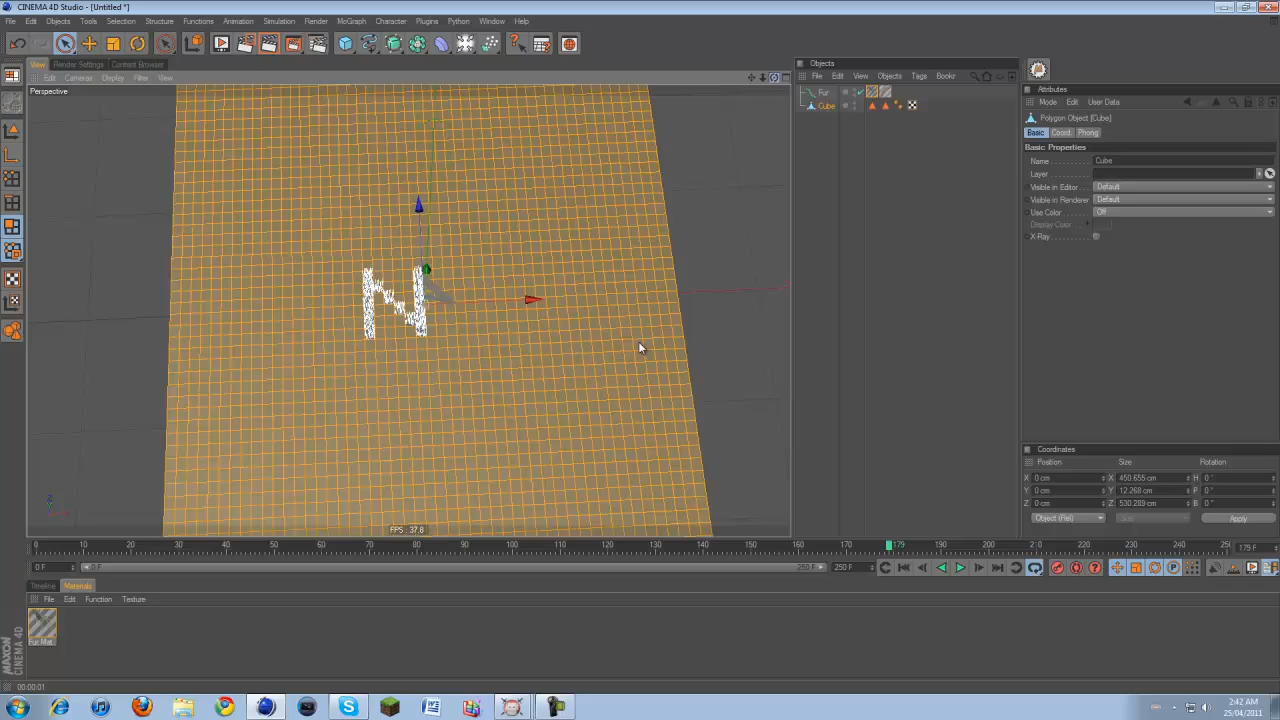 CINEMA 4D Studio - [Untitled *]
File Edit Objects Tools Selection Structure Functions Animation Simulation Render MoGraph Character Plugins Python Window Help
View Render Settings Content Browser
Edit Cameras Display Filter View
Perspective
N
FPS : 37.8
Objects
File Edit View Objects Tags Bookr
Fur
Cube
Attributes
Mode Edit User Data
Polygon Object [Cube]
Basic Coord. Phong
Basic Properties
Name Cube
Layer
Visible in Editor Default
Visible in Renderer Default
Use Color Off
Display Color
X-Ray
Coordinates
Position Size Rotation
X 0 cm X 450.655 cm H 0 °
Y 0 cm Y 12.268 cm P 0 °
Z 0 cm Z 530.289 cm B 0 °
Object (Rel) Size Apply
0 10 20 30 40 50 60 70 80 90 100 110 120 130 140 150 160 170 179 190 200 210 220 230 240 250 179 F
0 F 0 F 250 F 250 F
Timeline Materials
File Edit Function Texture
Fur Mat.
MAXON
CINEMA 4D
00:00:01
2:42 AM
25/04/2011